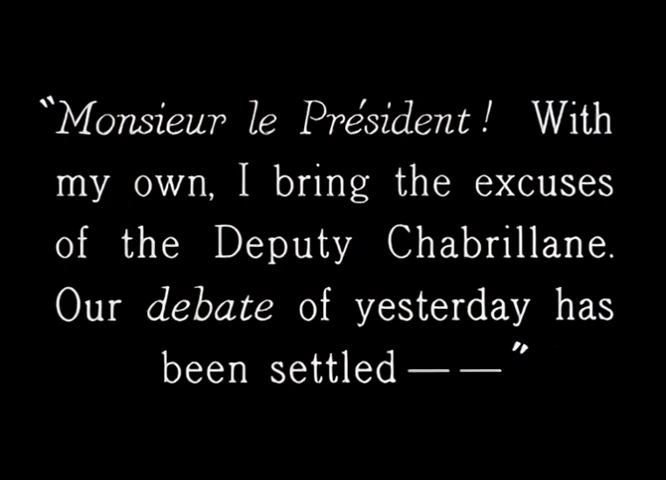 "Monsieur le Président! With
my own, I bring the excuses
of the Deputy Chabrillane.
Our debate of yesterday has
been settled — — "